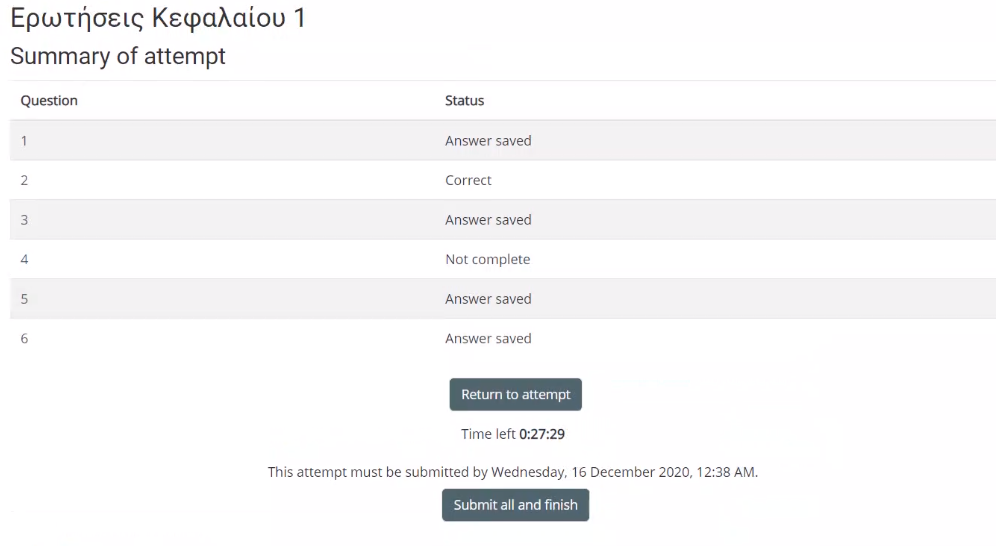 Ερωτήσεις Κεφαλαίου 1
Summary of attempt
Question Status
1 Answer saved
2 Correct
3 Answer saved
4 Not complete
5 Answer saved
6 Answer saved
Return to attempt
Time left 0:27:29
This attempt must be submitted by Wednesday, 16 December 2020, 12:38 AM.
Submit all and finish